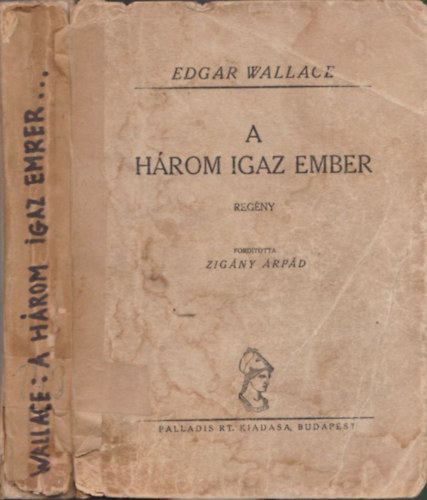 WALLACE: A HÁROM IGAZ EMBER...,
EDGAR WALLACE
A
HÁROM IGAZ EMBER
REGÉNY
FORDÍTOTTA
ZIGÁNY ÁRPÁD
PALLADIS RT. KIADÁSA, BUDAPEST